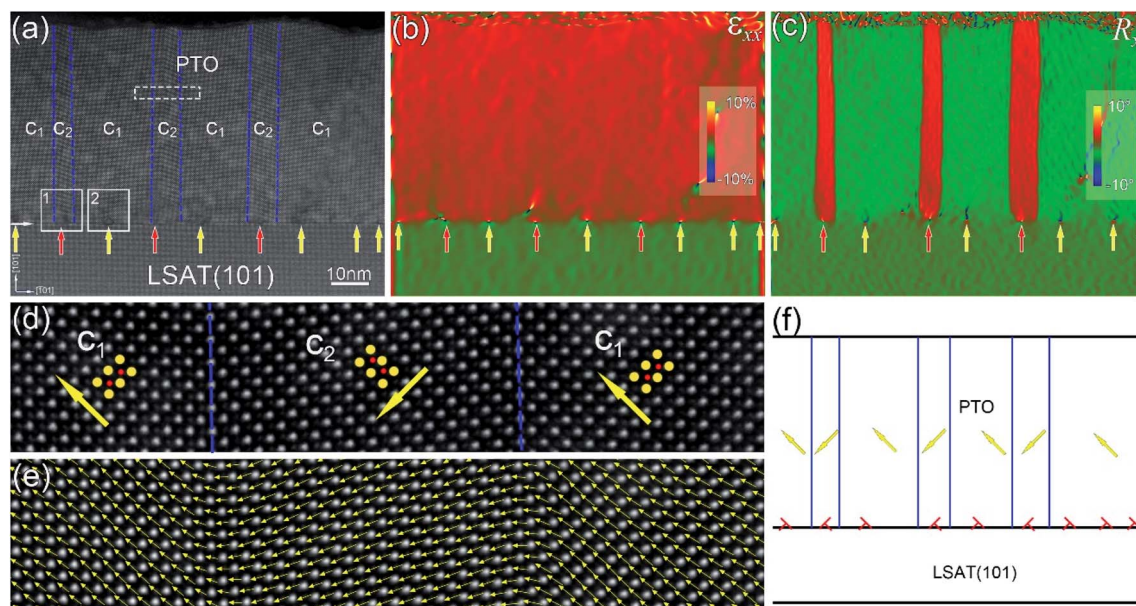 (a)
PTO
C₁ C₂ C₁ C₂ C₁ C₂ C₁
1
2
[101]
[̄101]
LSAT(101)
10nm
(b)
εxx
10%
-10%
(c)
10°
-10°
(d)
C₁
C₂
C₁
(e)
(f)
PTO
LSAT(101)